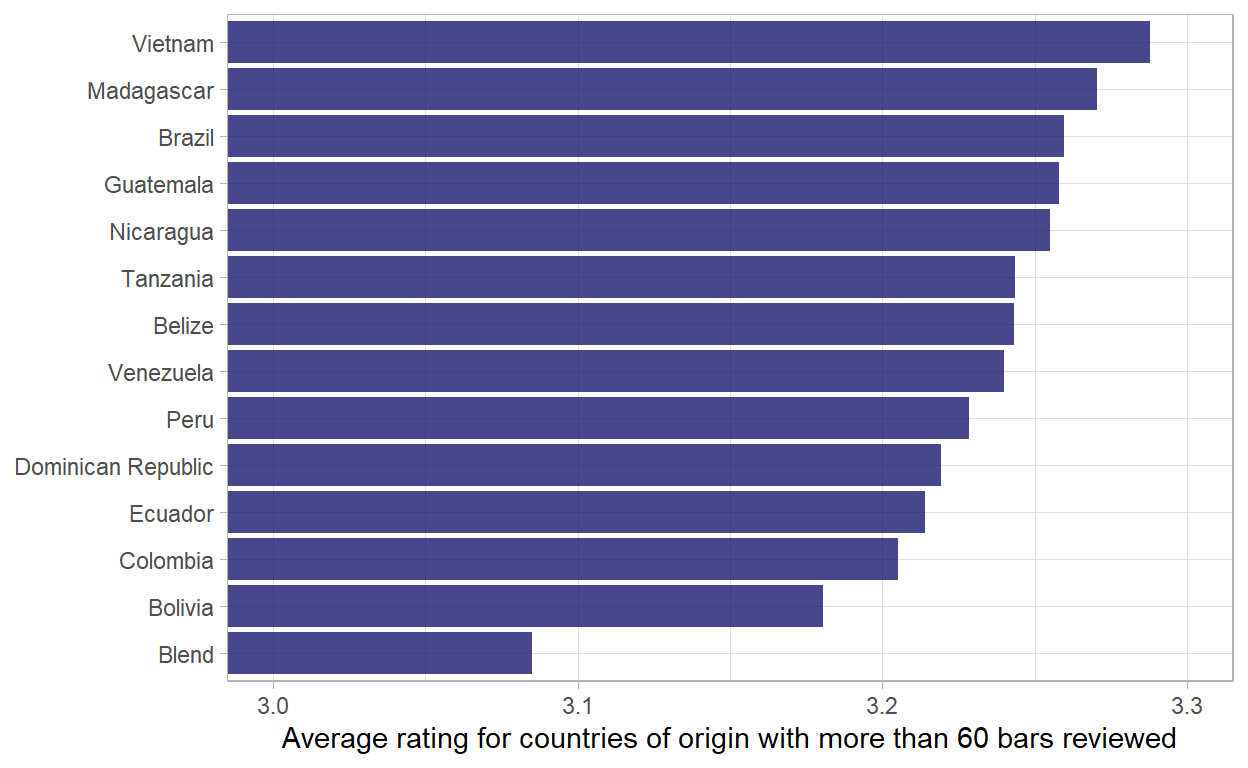 Vietnam
Madagascar
Brazil
Guatemala
Nicaragua
Tanzania
Belize
Venezuela
Peru
Dominican Republic
Ecuador
Colombia
Bolivia
Blend
3.0 3.1 3.2 3.3
Average rating for countries of origin with more than 60 bars reviewed